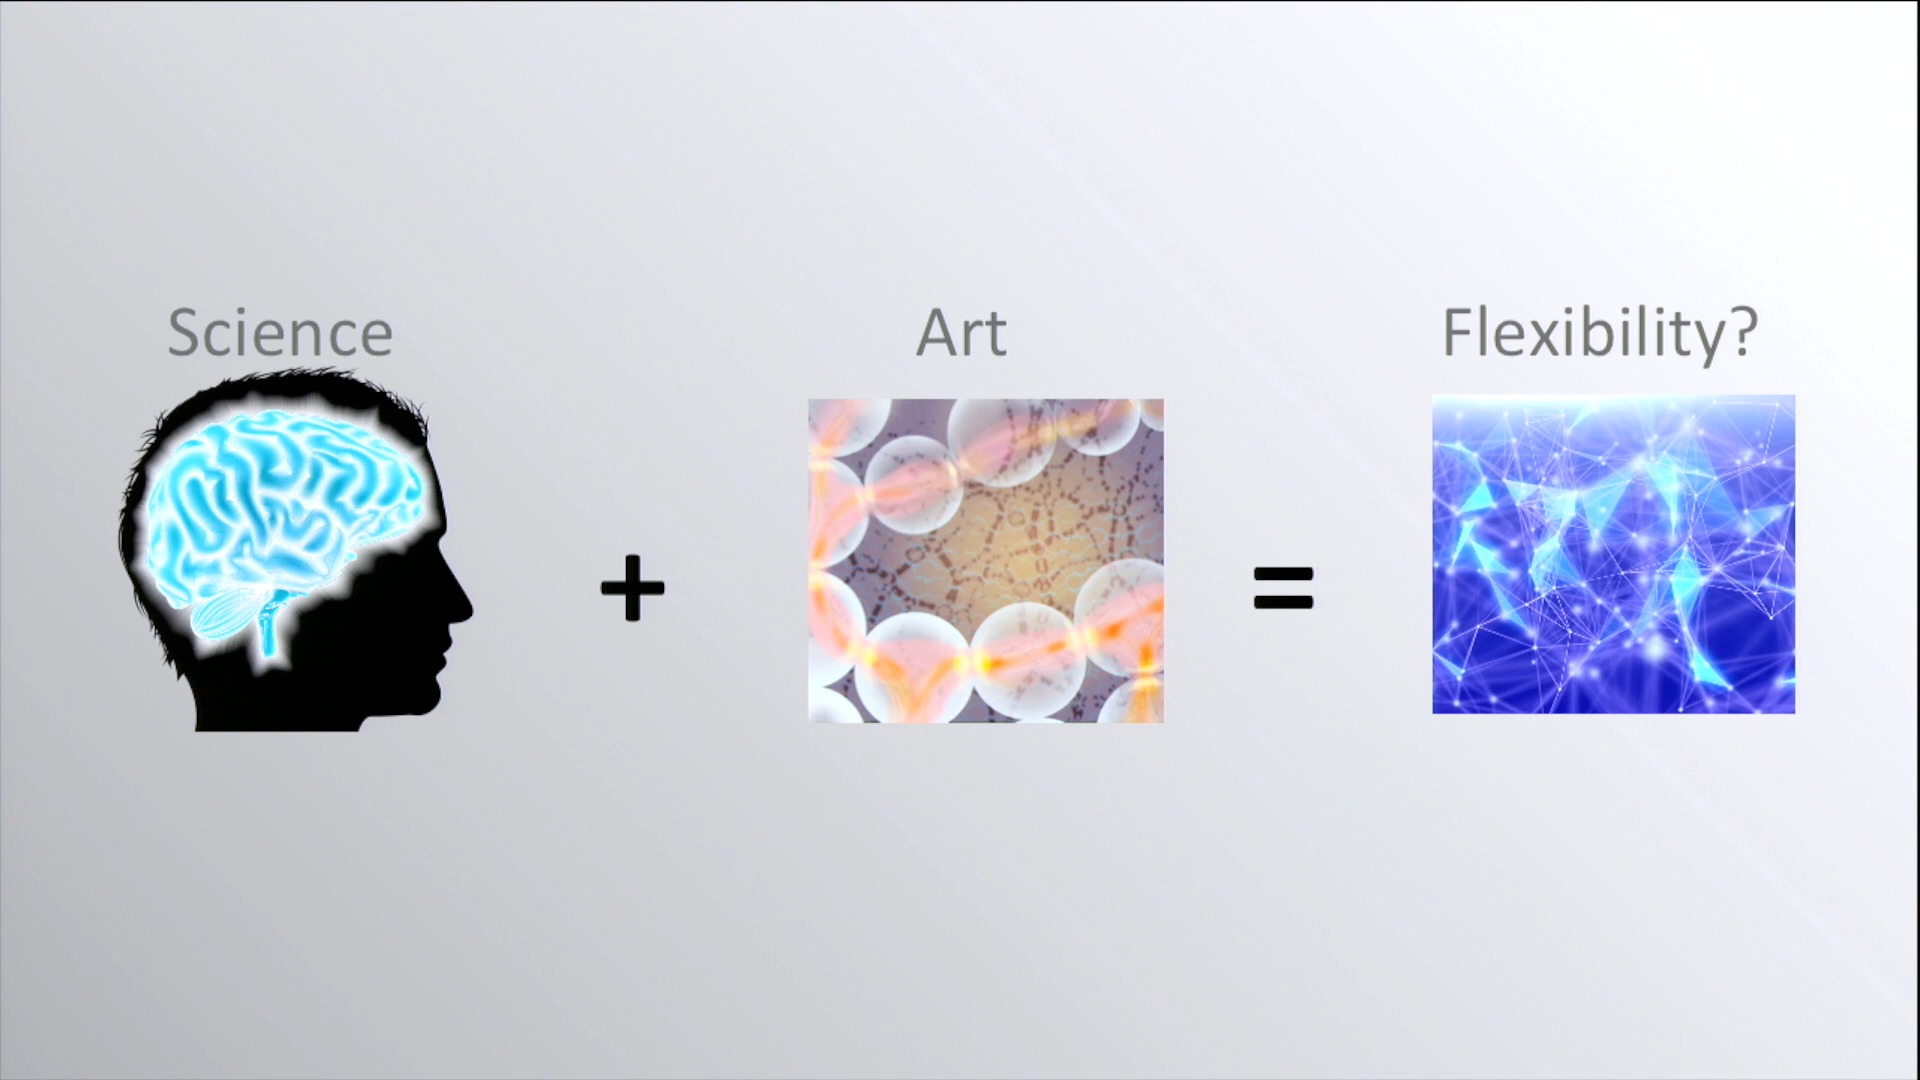 Science
Art
Flexibility?
+
=